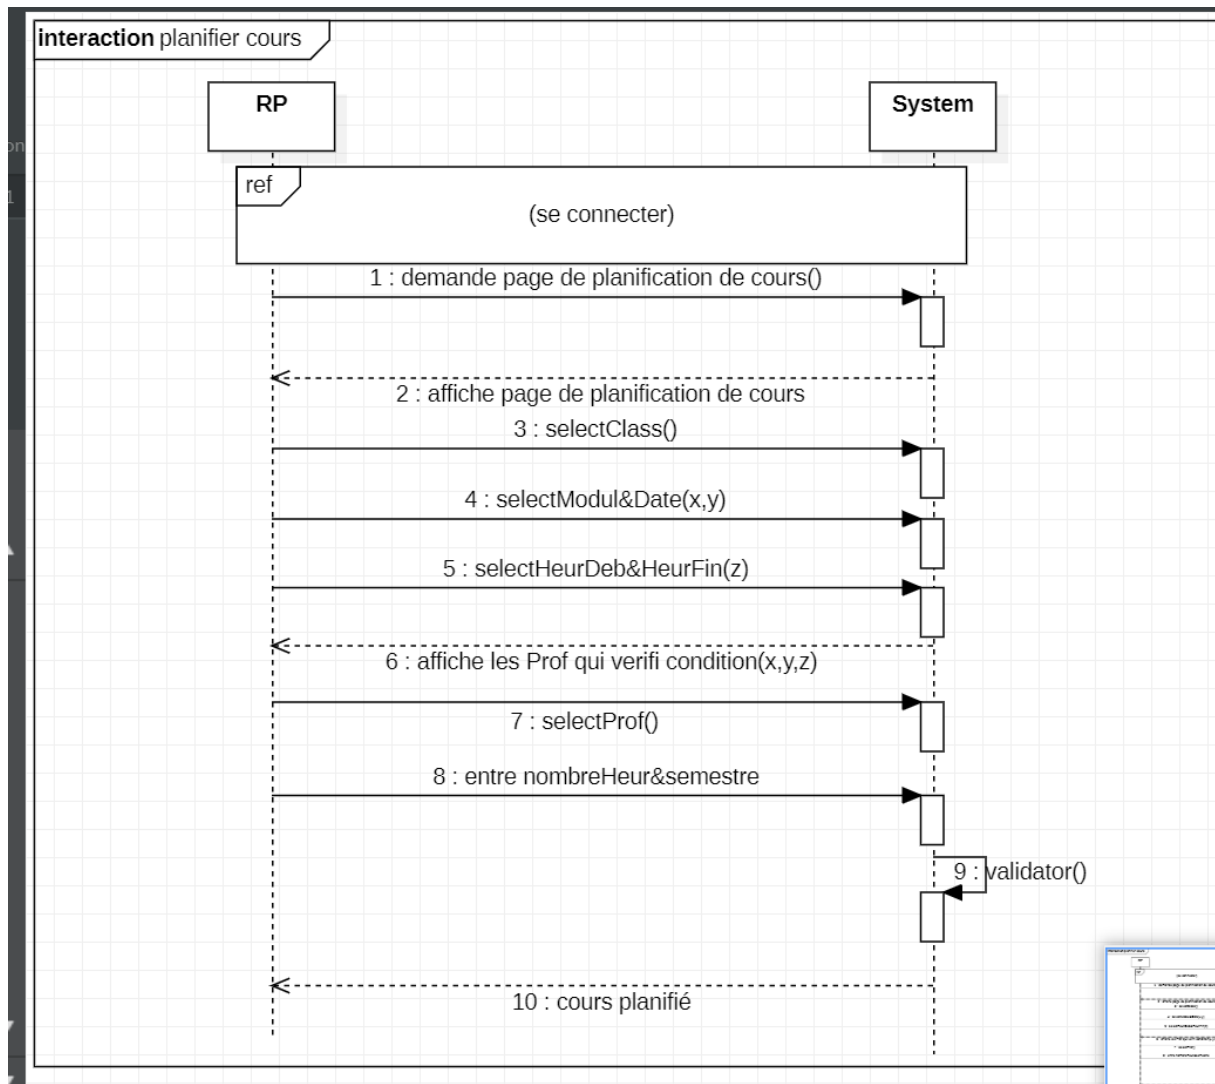 interaction planifier cours
RP
System
on
ref
1
(se connecter)
1 : demande page de planification de cours()
2 : affiche page de planification de cours
3 : selectClass()
4 : selectModul&Date(x,y)
5 : selectHeurDeb&HeurFin(z)
6 : affiche les Prof qui verifi condition(x,y,z)
7 : selectProf()
8 : entre nombreHeur&semestre
9 : validator()
10 : cours planifié